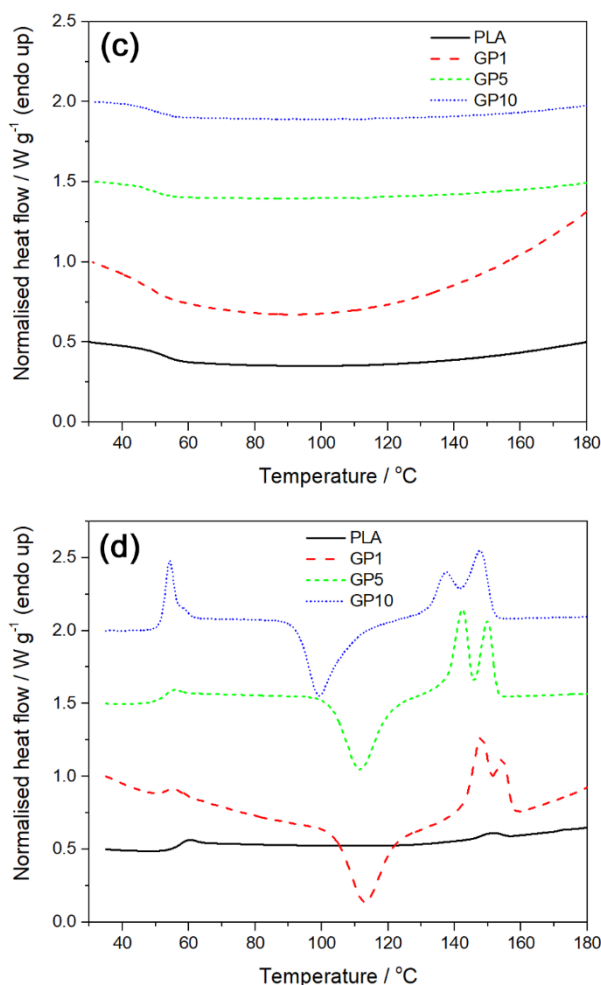 (c)
PLA
GP1
GP5
GP10
Normalised heat flow / W g⁻¹ (endo up)
2.5
2.0
1.5
1.0
0.5
0.0
40 60 80 100 120 140 160 180
Temperature / °C
(d)
PLA
GP1
GP5
GP10
Normalised heat flow / W g⁻¹ (endo up)
2.5
2.0
1.5
1.0
0.5
0.0
40 60 80 100 120 140 160 180
Temperature / °C